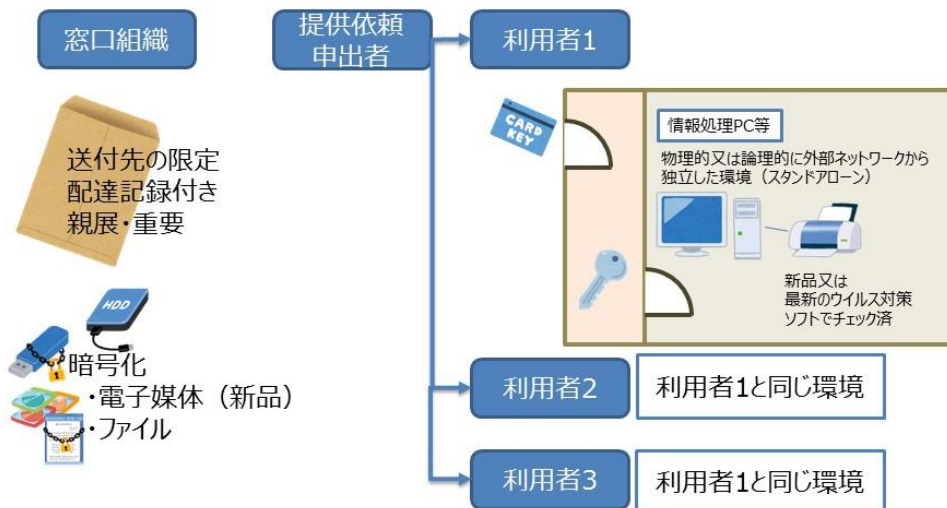 窓口組織
提供依頼
申出者
利用者1
送付先の限定
配達記録付き
親展・重要
CARD
KEY
情報処理PC等
物理的又は論理的に外部ネットワークから
独立した環境（スタンドアローン）
新品又は
最新のウイルス対策
ソフトでチェック済
HDD
暗号化
・電子媒体（新品）
・ファイル
利用者2
利用者1と同じ環境
利用者3
利用者1と同じ環境